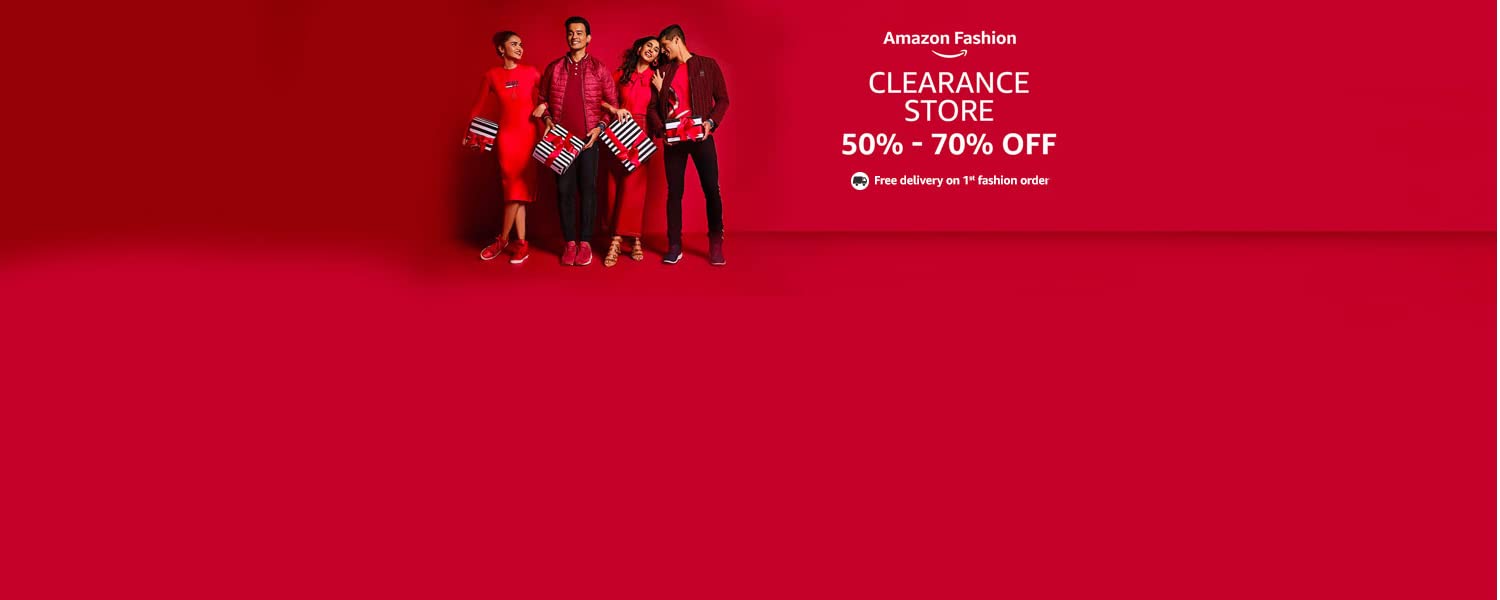 Amazon Fashion
CLEARANCE
STORE
50% - 70% OFF
Free delivery on 1st fashion order